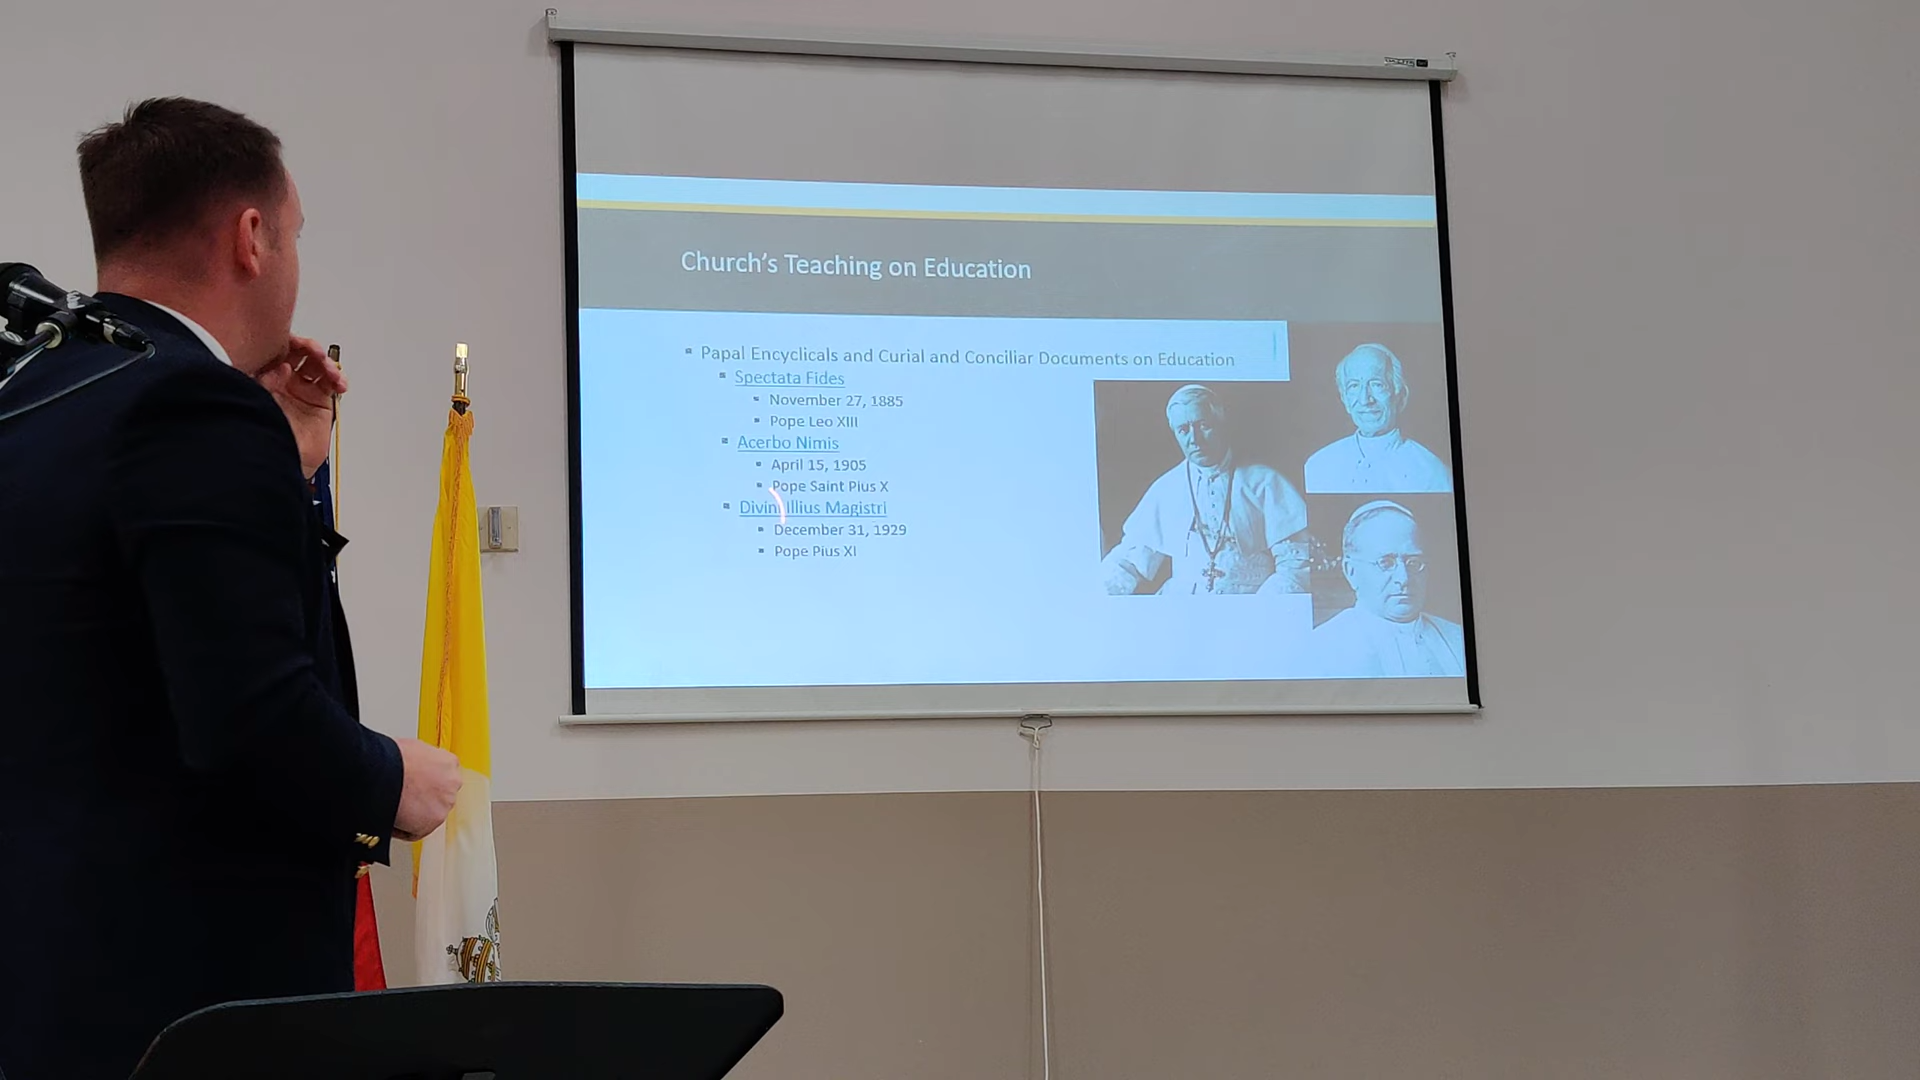 Church's Teaching on Education
Papal Encyclicals and Curial and Conciliar Documents on Education
Spectata Fides
November 27, 1885
Pope Leo XIII
Acerbo Nimis
April 15, 1905
Pope Saint Pius X
Divini Illius Magistri
December 31, 1929
Pope Pius XI